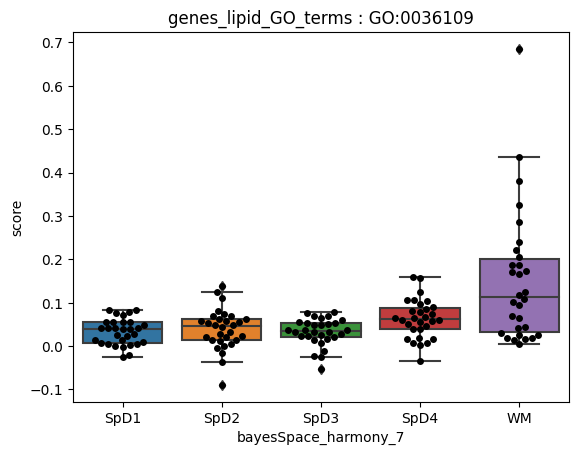 genes_lipid_GO_terms : GO:0036109
0.7
0.6
0.5
0.4
0.3
0.2
0.1
0.0
−0.1
score
SpD1 SpD2 SpD3 SpD4 WM
bayesSpace_harmony_7